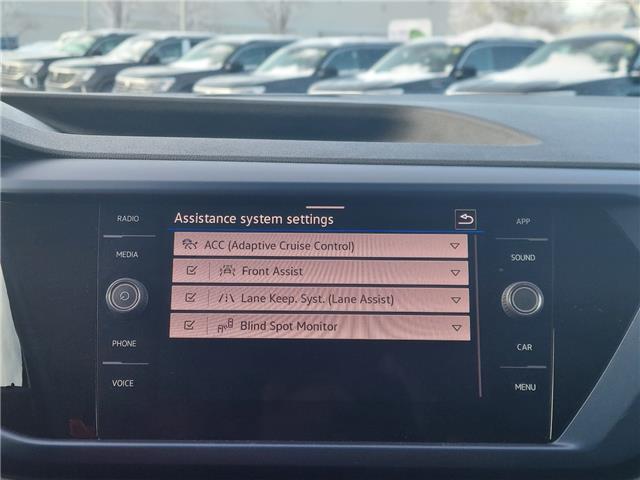 RADIO
MEDIA
PHONE
VOICE
Assistance system settings
ACC (Adaptive Cruise Control)
Front Assist
Lane Keep. Syst. (Lane Assist)
Blind Spot Monitor
APP
SOUND
CAR
MENU